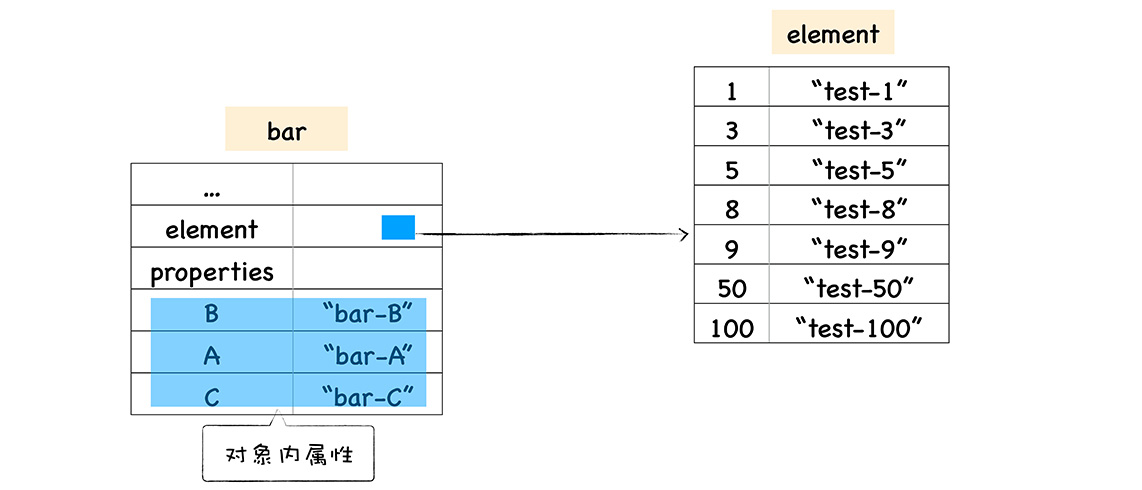 bar
...
element
properties
B “bar-B”
A “bar-A”
C “bar-C”
对象内属性
element
1 “test-1”
3 “test-3”
5 “test-5”
8 “test-8”
9 “test-9”
50 “test-50”
100 “test-100”